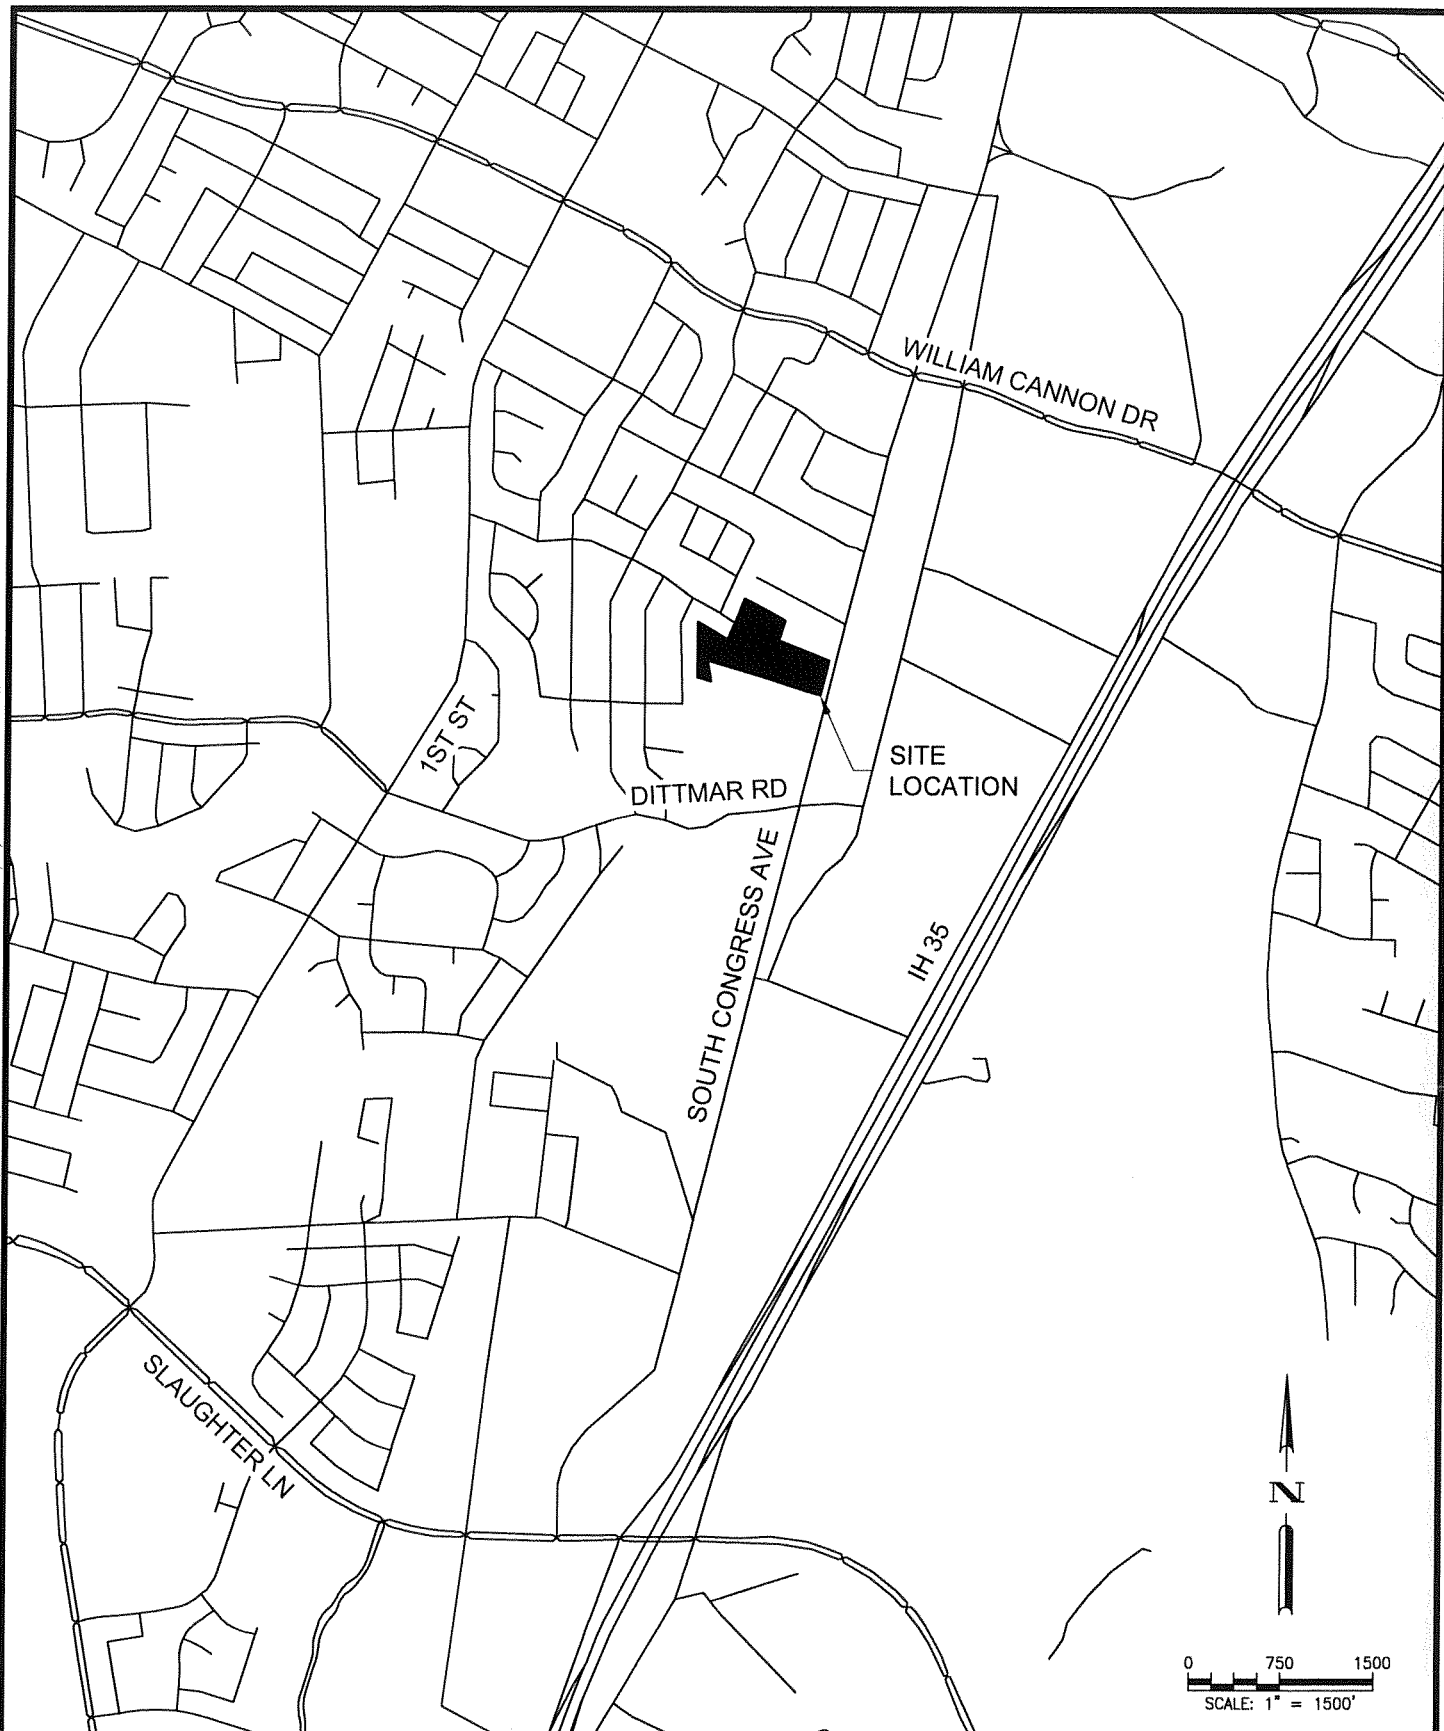 WILLIAM CANNON DR
1ST ST
SITE
LOCATION
DITTMAR RD
SOUTH CONGRESS AVE
IH 35
SLAUGHTER LN
N
0 750 1500
SCALE: 1" = 1500'